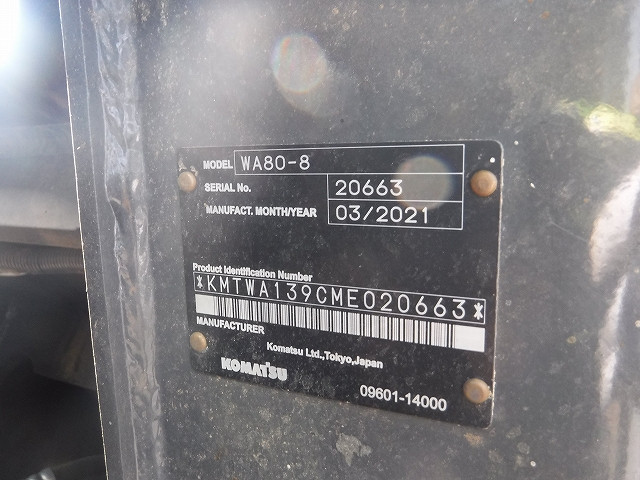 MODEL WA80-8
SERIAL No. 20663
MANUFACT. MONTH/YEAR 03/2021
Product Identification Number
*KMTWA139CME020663*
MANUFACTURER
Komatsu Ltd.,Tokyo,Japan
KOMATSU
09601-14000